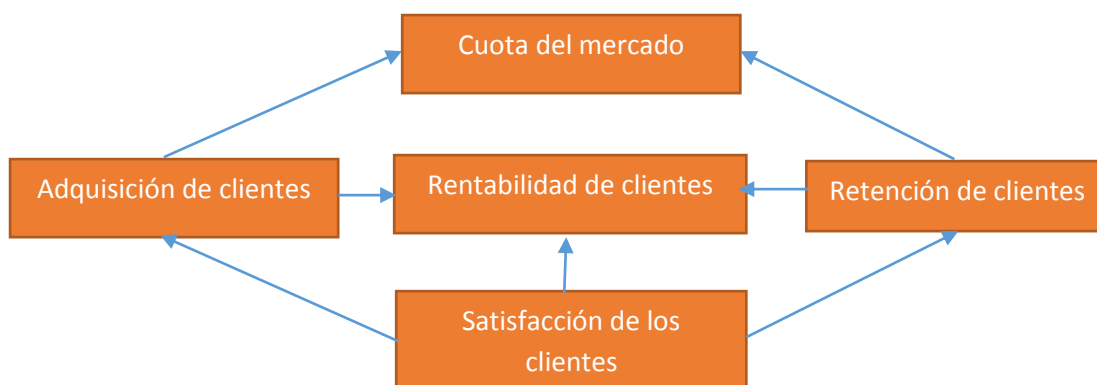 Cuota del mercado
Adquisición de clientes
Rentabilidad de clientes
Retención de clientes
Satisfacción de los
clientes